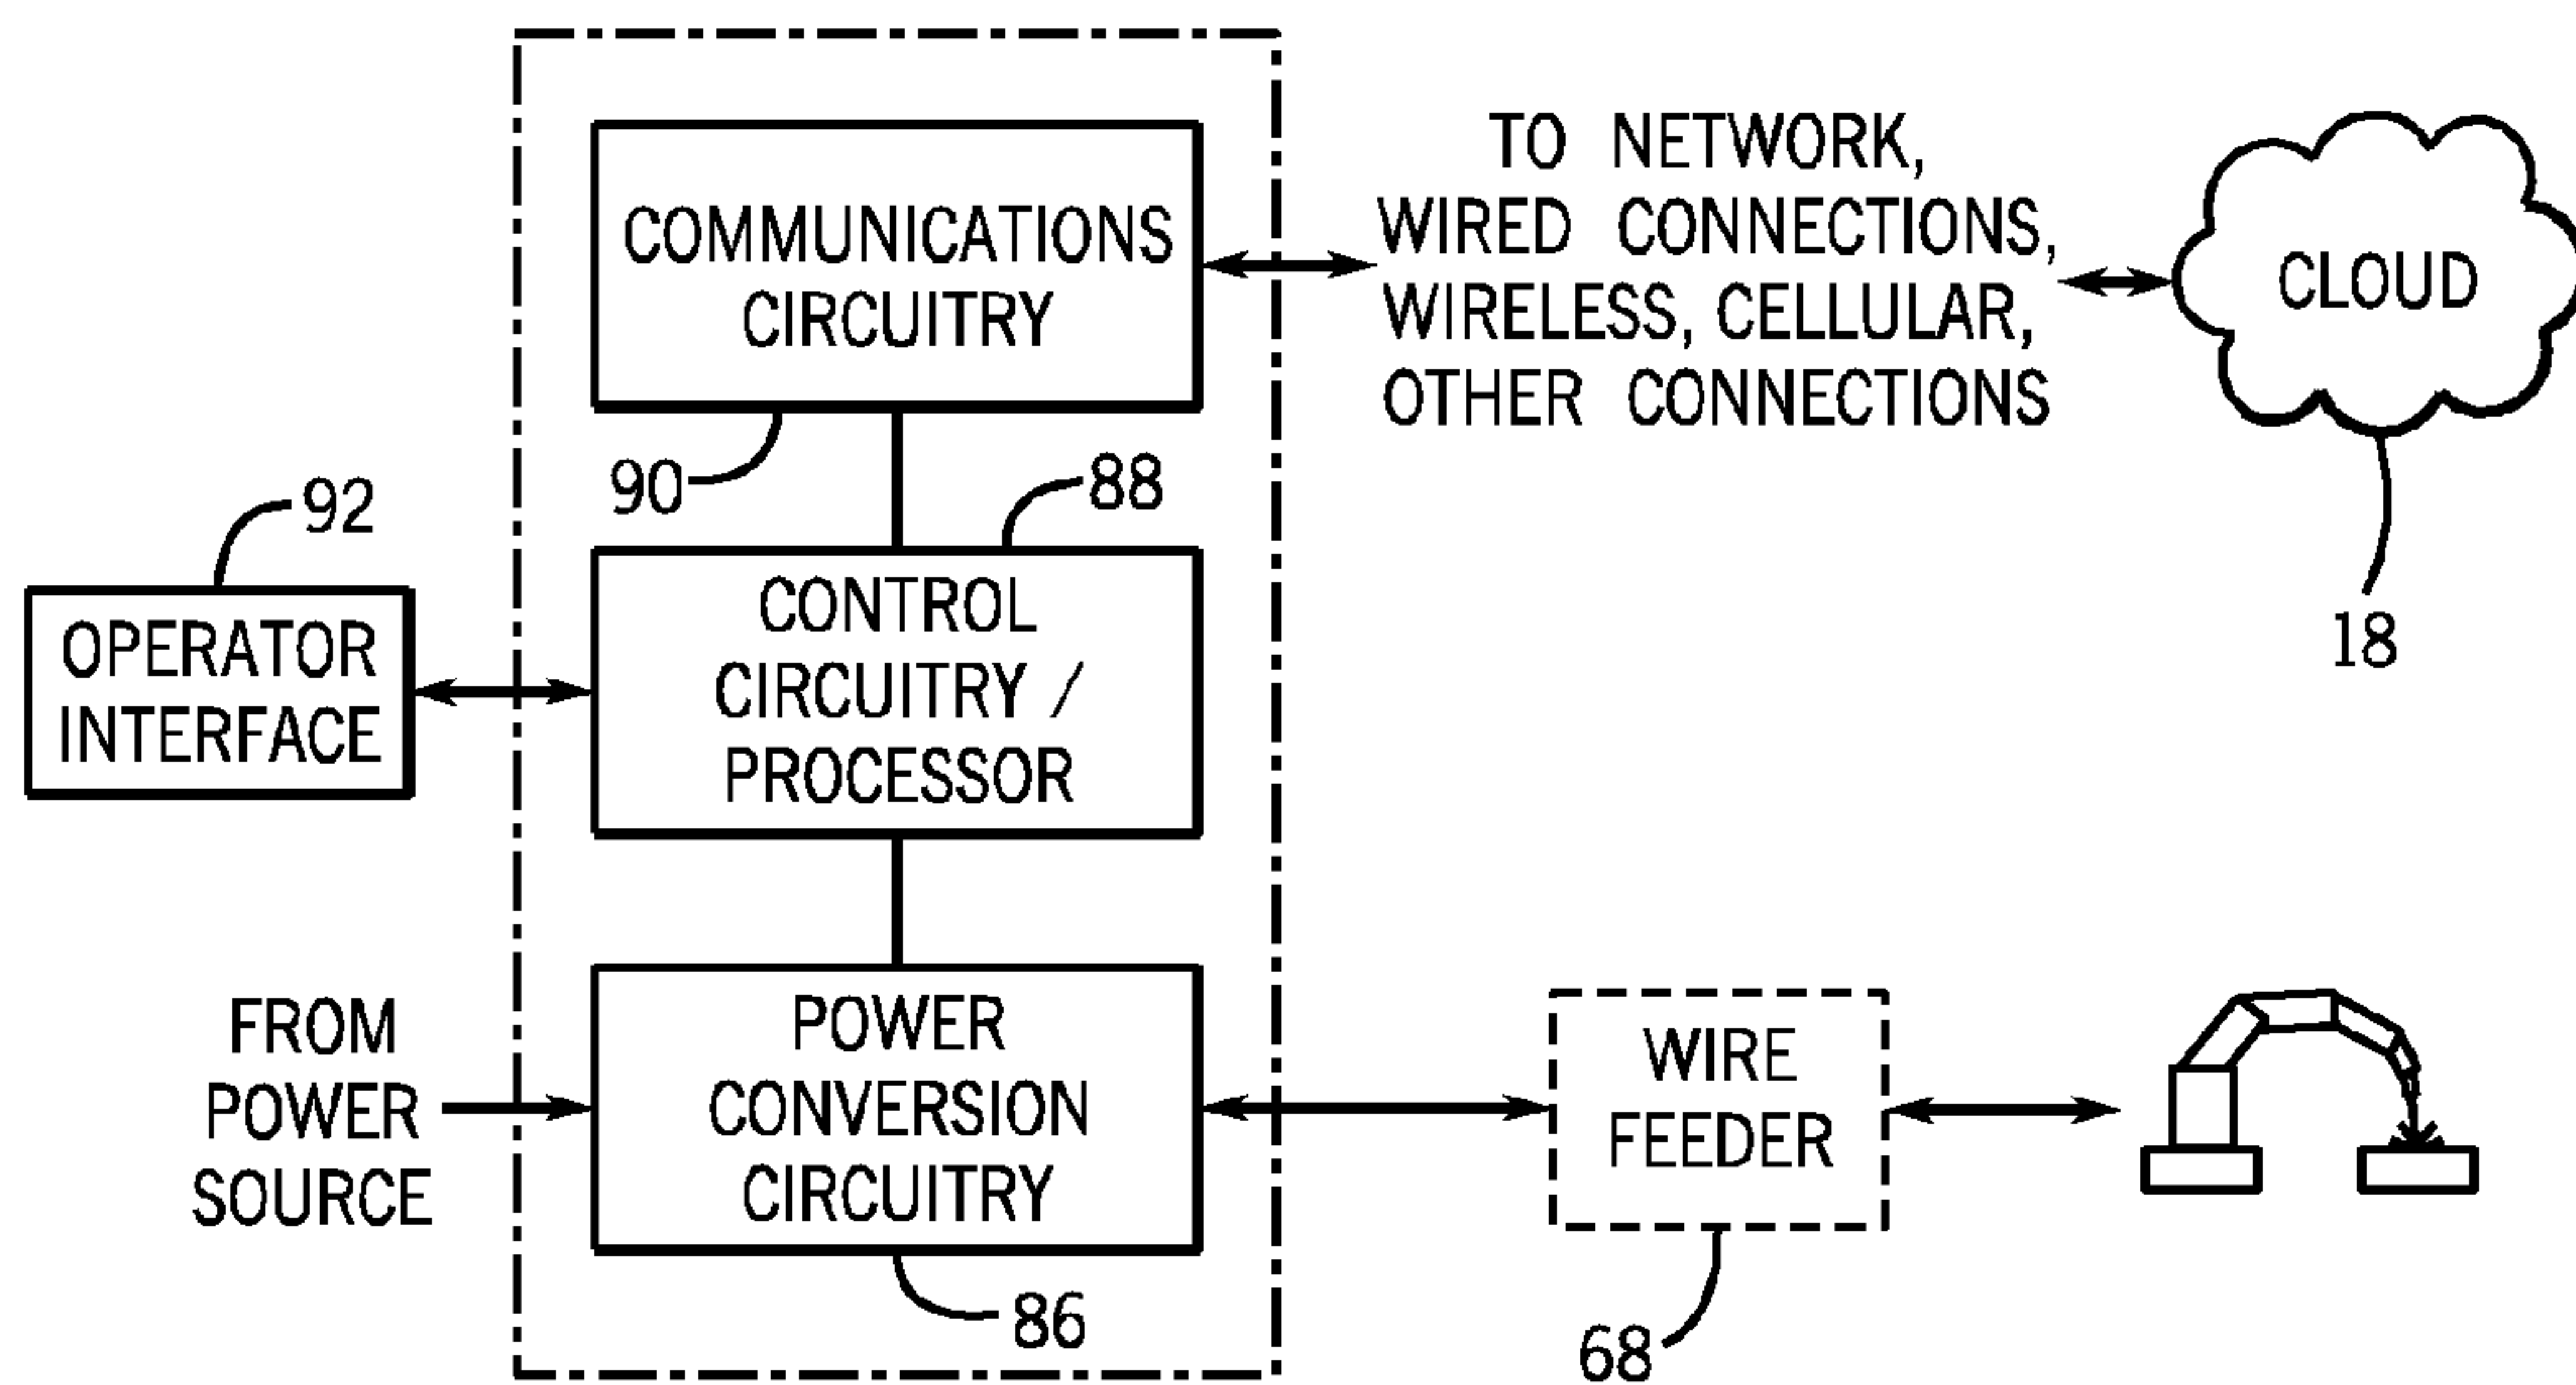 COMMUNICATIONS
CIRCUITRY
TO NETWORK,
WIRED CONNECTIONS,
WIRELESS, CELLULAR,
OTHER CONNECTIONS
CLOUD
90
88
92
18
OPERATOR
INTERFACE
CONTROL
CIRCUITRY /
PROCESSOR
FROM
POWER
SOURCE
POWER
CONVERSION
CIRCUITRY
WIRE
FEEDER
86
68